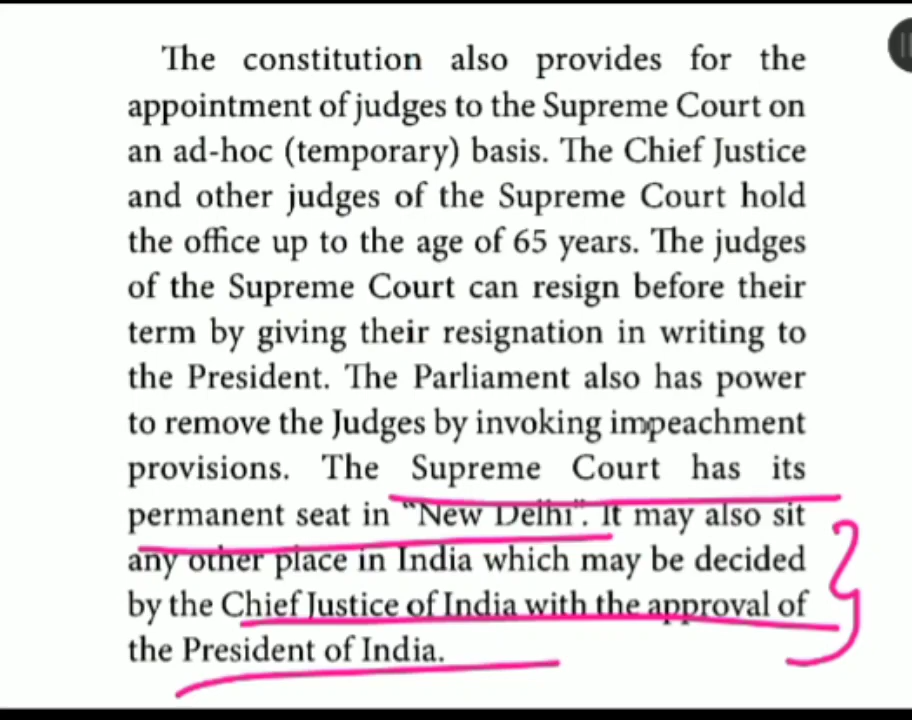 The constitution also provides for the
appointment of judges to the Supreme Court on
an ad-hoc (temporary) basis. The Chief Justice
and other judges of the Supreme Court hold
the office up to the age of 65 years. The judges
of the Supreme Court can resign before their
term by giving their resignation in writing to
the President. The Parliament also has power
to remove the Judges by invoking impeachment
provisions. The Supreme Court has its
permanent seat in “New Delhi”. It may also sit
any other place in India which may be decided
by the Chief Justice of India with the approval of
the President of India.